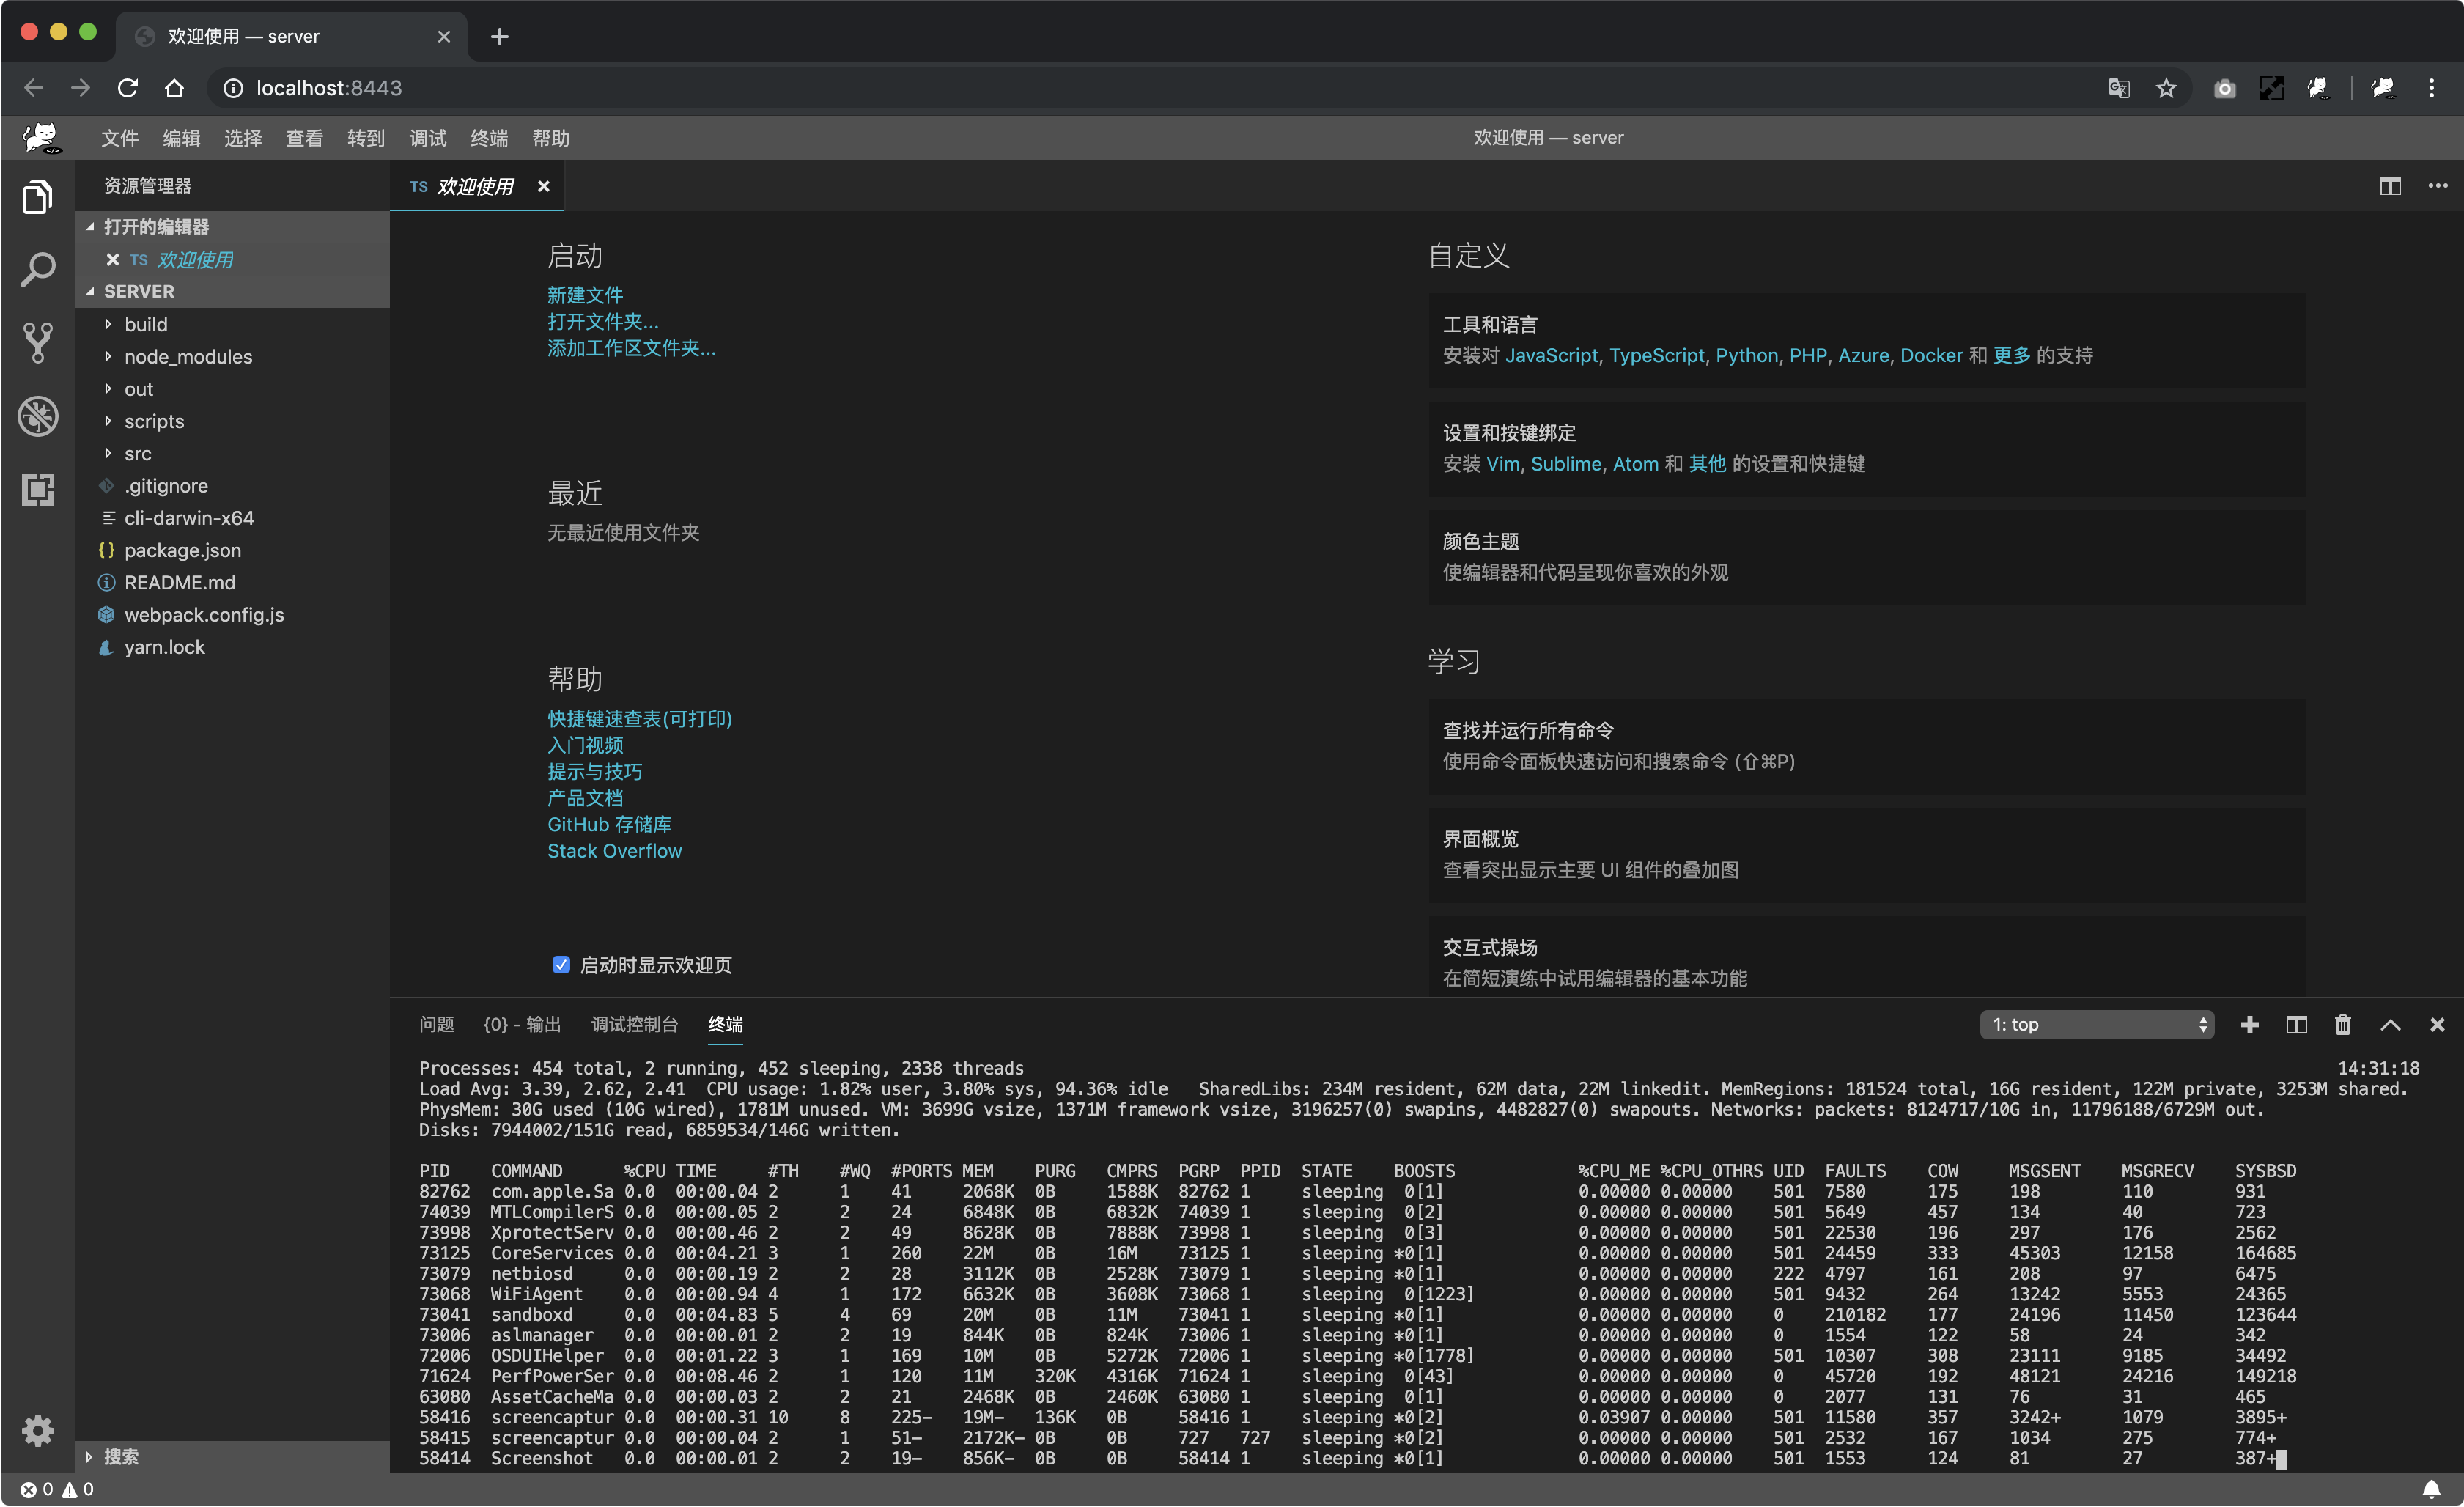 欢迎使用 — server
localhost:8443
文件 编辑 选择 查看 转到 调试 终端 帮助
欢迎使用 — server
资源管理器
打开的编辑器
TS 欢迎使用
SERVER
build
node_modules
out
scripts
src
.gitignore
cli-darwin-x64
package.json
README.md
webpack.config.js
yarn.lock
搜索
TS 欢迎使用
启动
新建文件
打开文件夹...
添加工作区文件夹...
最近
无最近使用文件夹
帮助
快捷键速查表(可打印)
入门视频
提示与技巧
产品文档
GitHub 存储库
Stack Overflow
启动时显示欢迎页
自定义
工具和语言
安装对 JavaScript, TypeScript, Python, PHP, Azure, Docker 和 更多 的支持
设置和按键绑定
安装 Vim, Sublime, Atom 和 其他 的设置和快捷键
颜色主题
使编辑器和代码呈现你喜欢的外观
学习
查找并运行所有命令
使用命令面板快速访问和搜索命令 (⇧⌘P)
界面概览
查看突出显示主要 UI 组件的叠加图
交互式操场
在简短演练中试用编辑器的基本功能
问题 {0} - 输出 调试控制台 终端
1: top
Processes: 454 total, 2 running, 452 sleeping, 2338 threads 14:31:18
Load Avg: 3.39, 2.62, 2.41 CPU usage: 1.82% user, 3.80% sys, 94.36% idle SharedLibs: 234M resident, 62M data, 22M linkedit. MemRegions: 181524 total, 16G resident, 122M private, 3253M shared.
PhysMem: 30G used (10G wired), 1781M unused. VM: 3699G vsize, 1371M framework vsize, 3196257(0) swapins, 4482827(0) swapouts. Networks: packets: 8124717/10G in, 11796188/6729M out.
Disks: 7944002/151G read, 6859534/146G written.
PID COMMAND %CPU TIME #TH #WQ #PORTS MEM PURG CMPRS PGRP PPID STATE BOOSTS %CPU_ME %CPU_OTHRS UID FAULTS COW MSGSENT MSGRECV SYSBSD
82762 com.apple.Sa 0.0 00:00.04 2 1 41 2068K 0B 1588K 82762 1 sleeping 0[1] 0.00000 0.00000 501 7580 175 198 110 931
74039 MTLCompilerS 0.0 00:00.05 2 2 24 6848K 0B 6832K 74039 1 sleeping 0[2] 0.00000 0.00000 501 5649 457 134 40 723
73998 XprotectServ 0.0 00:00.46 2 2 49 8628K 0B 7888K 73998 1 sleeping 0[3] 0.00000 0.00000 501 22530 196 297 176 2562
73125 CoreServices 0.0 00:04.21 3 1 260 22M 0B 16M 73125 1 sleeping *0[1] 0.00000 0.00000 501 24459 333 45303 12158 164685
73079 netbiosd 0.0 00:00.19 2 2 28 3112K 0B 2528K 73079 1 sleeping *0[1] 0.00000 0.00000 222 4797 161 208 97 6475
73068 WiFiAgent 0.0 00:00.94 4 1 172 6632K 0B 3608K 73068 1 sleeping 0[1223] 0.00000 0.00000 501 9432 264 13242 5553 24365
73041 sandboxd 0.0 00:04.83 5 4 69 20M 0B 11M 73041 1 sleeping *0[1] 0.00000 0.00000 0 210182 177 24196 11450 123644
73006 aslmanager 0.0 00:00.01 2 2 19 844K 0B 824K 73006 1 sleeping *0[1] 0.00000 0.00000 0 1554 122 58 24 342
72006 OSDUIHelper 0.0 00:01.22 3 1 169 10M 0B 5272K 72006 1 sleeping *0[1778] 0.00000 0.00000 501 10307 308 23111 9185 34492
71624 PerfPowerSer 0.0 00:08.46 2 1 120 11M 320K 4316K 71624 1 sleeping 0[43] 0.00000 0.00000 0 45720 192 48121 24216 149218
63080 AssetCacheMa 0.0 00:00.03 2 2 21 2468K 0B 2460K 63080 1 sleeping 0[1] 0.00000 0.00000 0 2077 131 76 31 465
58416 screencaptur 0.0 00:00.31 10 8 225- 19M- 136K 0B 58416 1 sleeping *0[2] 0.03907 0.00000 501 11580 357 3242+ 1079 3895+
58415 screencaptur 0.0 00:00.04 2 1 51- 2172K- 0B 0B 727 727 sleeping *0[2] 0.00000 0.00000 501 2532 167 1034 275 774+
58414 Screenshot 0.0 00:00.01 2 2 19- 856K- 0B 0B 58414 1 sleeping *0[1] 0.00000 0.00000 501 1553 124 81 27 387+
0 0